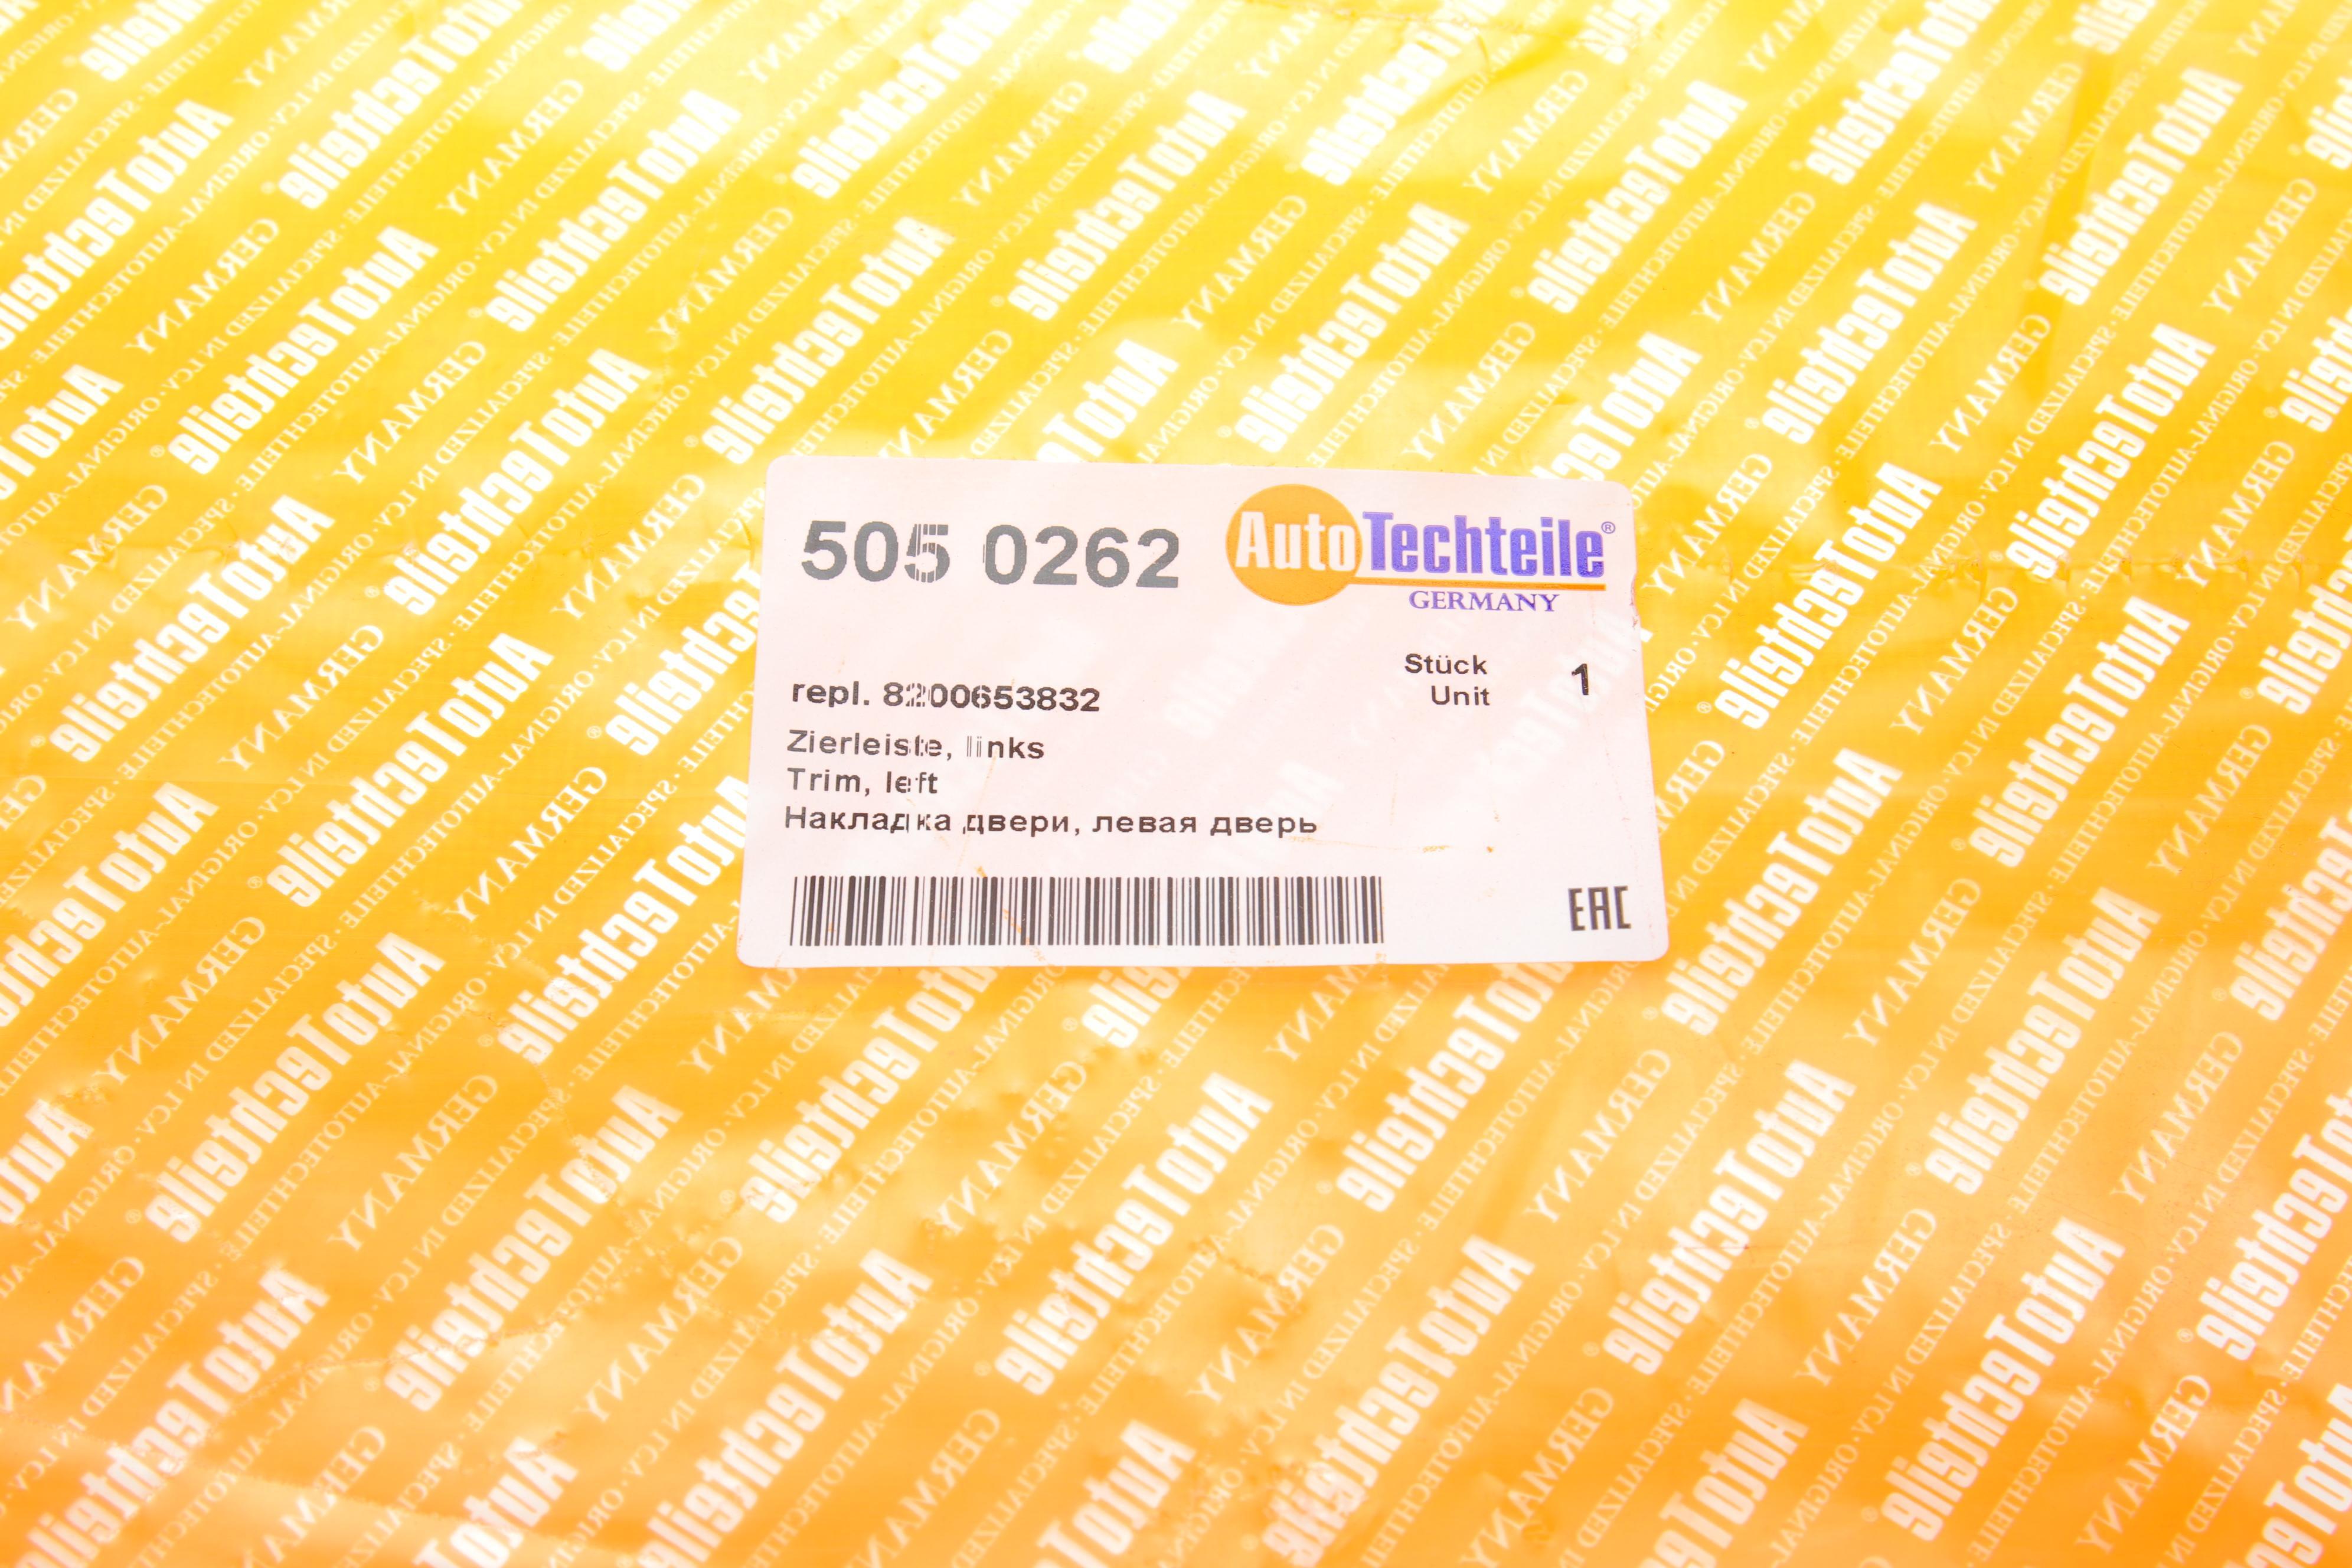 505 0262
AutoTechteile®
GERMANY
Stück
Unit 1
repl. 8200653832
Zierleiste, links
Trim, left
Накладка двери, левая дверь
EAC